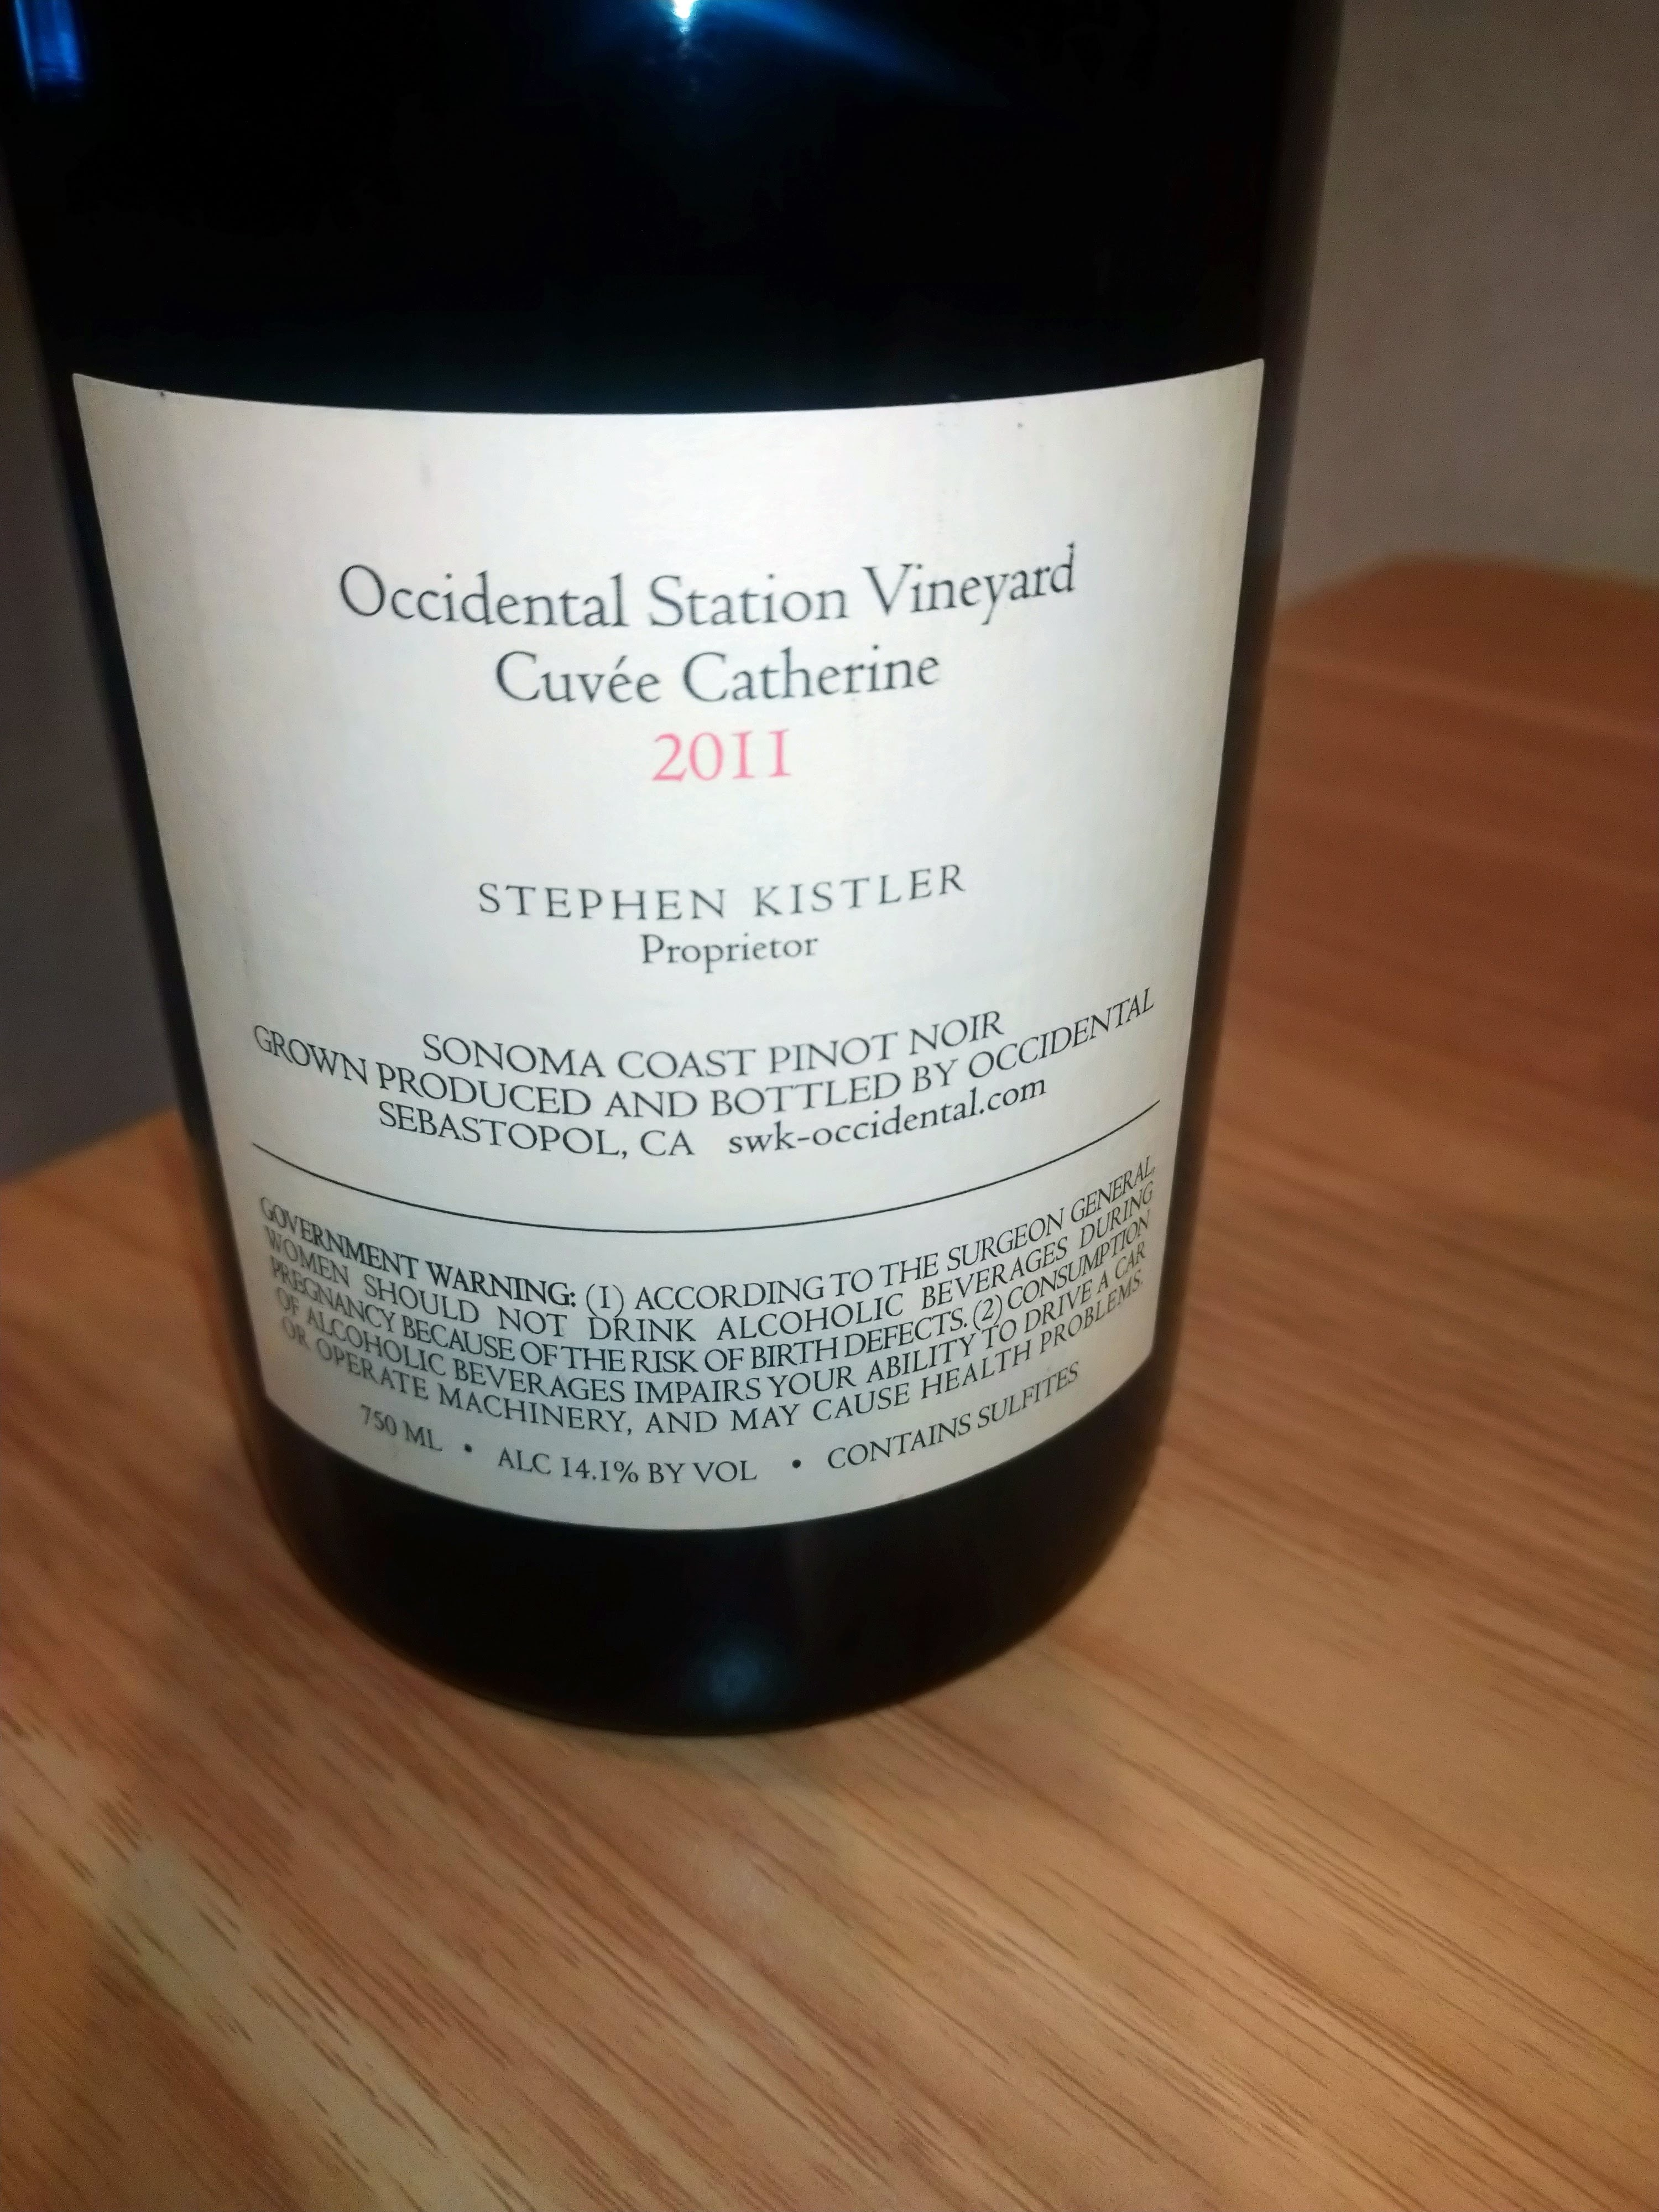 Occidental Station Vineyard
Cuvée Catherine
2011
STEPHEN KISTLER
Proprietor
SONOMA COAST PINOT NOIR
GROWN PRODUCED AND BOTTLED BY OCCIDENTAL
SEBASTOPOL, CA swk-occidental.com
GOVERNMENT WARNING: (1) ACCORDING TO THE SURGEON GENERAL,
WOMEN SHOULD NOT DRINK ALCOHOLIC BEVERAGES DURING
PREGNANCY BECAUSE OF THE RISK OF BIRTH DEFECTS. (2) CONSUMPTION
OF ALCOHOLIC BEVERAGES IMPAIRS YOUR ABILITY TO DRIVE A CAR
OR OPERATE MACHINERY, AND MAY CAUSE HEALTH PROBLEMS.
750 ML • ALC 14.1% BY VOL • CONTAINS SULFITES